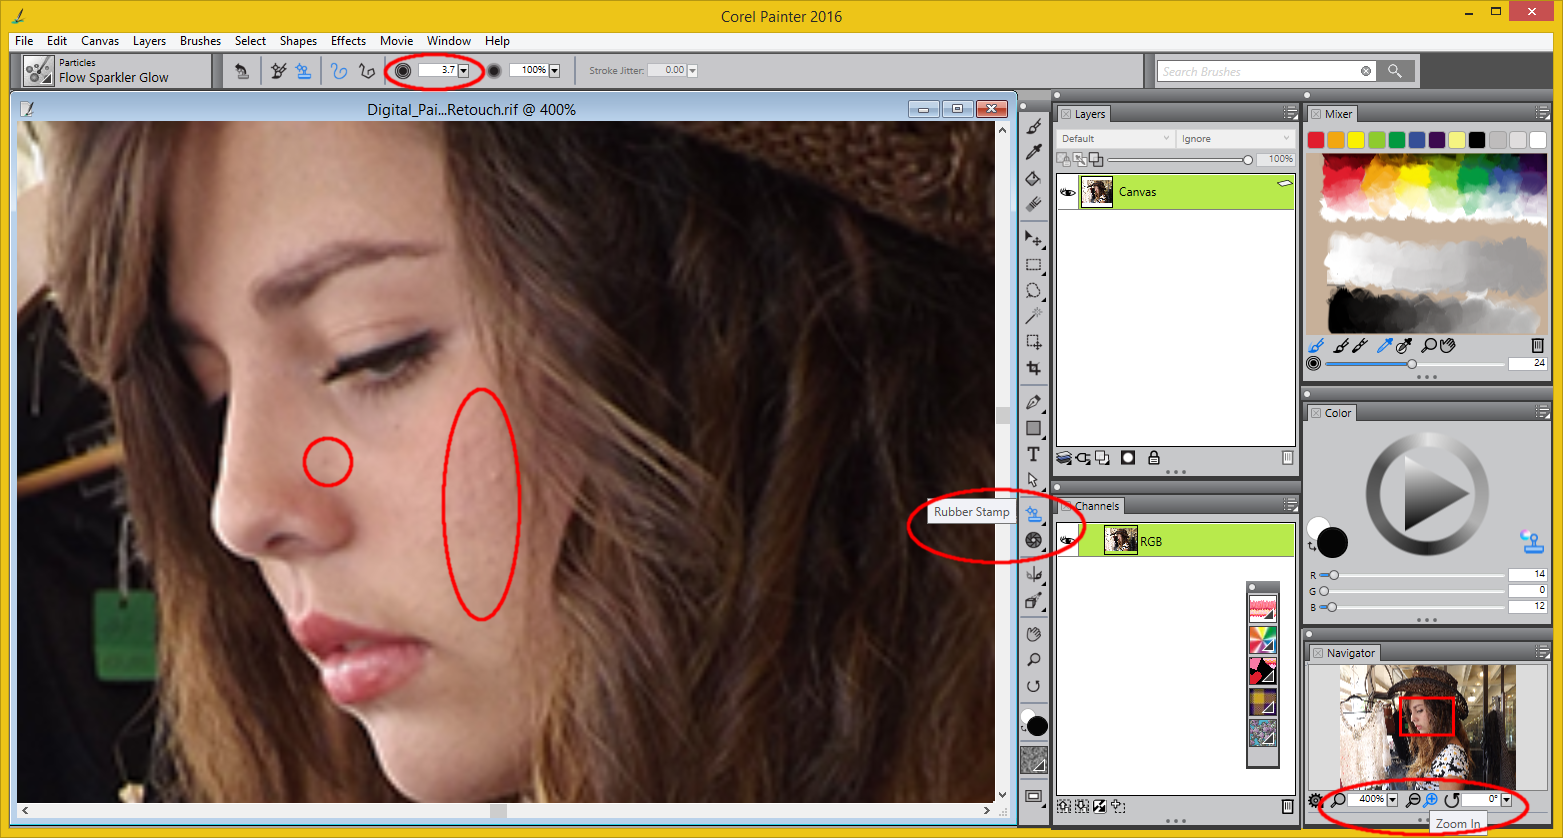 Corel Painter 2016
File Edit Canvas Layers Brushes Select Shapes Effects Movie Window Help
Particles
Flow Sparkler Glow
3.7
100%
Stroke Jitter: 0.00
Search Brushes
Digital_Pai...Retouch.rif @ 400%
Layers
Default
Ignore
100%
Canvas
T
Rubber Stamp
Channels
RGB
Mixer
24
Color
R 14
G 0
B 12
Navigator
400%
0°
Zoom In